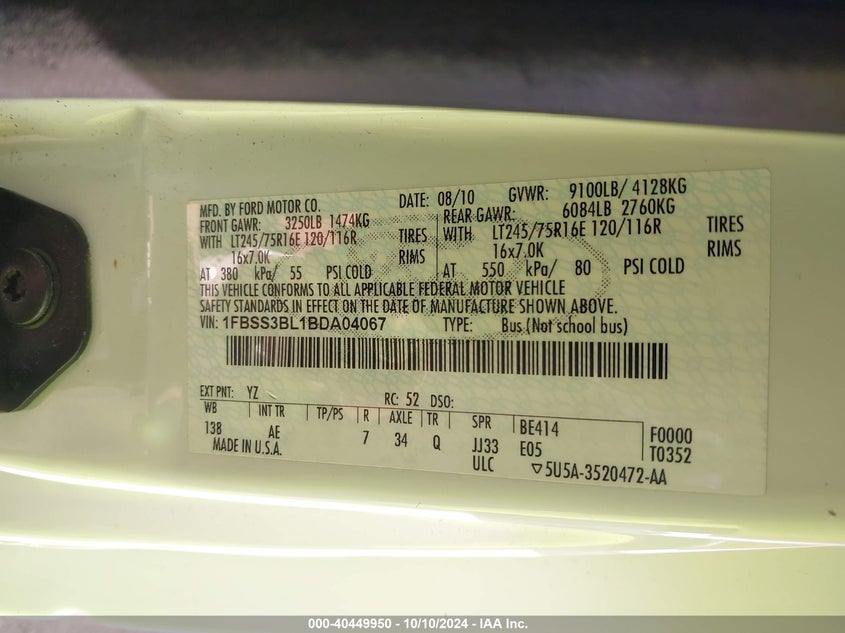 MFD. BY FORD MOTOR CO. DATE: 08/10 GVWR: 9100LB/ 4128KG
FRONT GAWR: 3250LB 1474KG REAR GAWR: 6084LB 2760KG
WITH LT245/75R16E 120/116R TIRES WITH LT245/75R16E 120/116R TIRES
16x7.0K RIMS 16x7.0K RIMS
AT 380 kPa/ 55 PSI COLD AT 550 kPa/ 80 PSI COLD
THIS VEHICLE CONFORMS TO ALL APPLICABLE FEDERAL MOTOR VEHICLE
SAFETY STANDARDS IN EFFECT ON THE DATE OF MANUFACTURE SHOWN ABOVE.
VIN: 1FBSS3BL1BDA04067 TYPE: Bus (Not school bus)
EXT PNT: YZ RC: 52 DSO:
WB INT TR TP/PS R AXLE TR SPR BE414 F0000
138 AE 7 34 Q JJ33 E05 T0352
MADE IN U.S.A. ULC ▽5U5A-3520472-AA
000-40449950 - 10/10/2024 - IAA Inc.